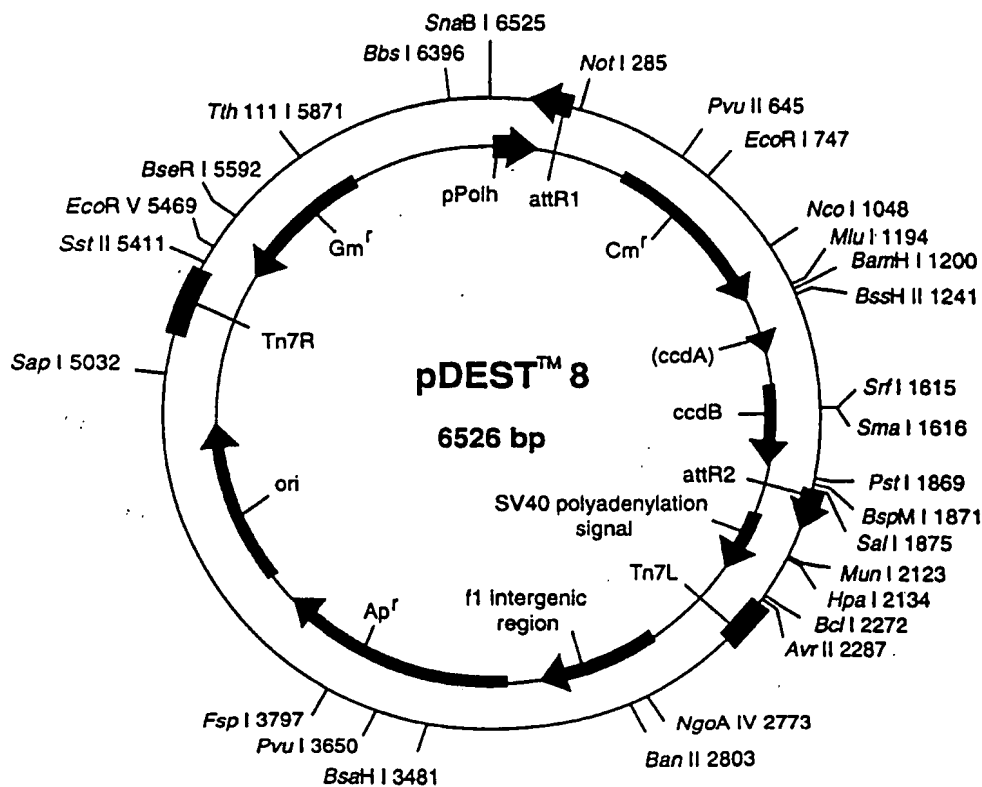 SnaB I 6525
Bbs I 6396
Not I 285
Tth 111 I 5871
Pvu II 645
EcoR I 747
BseR I 5592
EcoR V 5469
Sst II 5411
pPolh
attR1
Gmʳ
Cmʳ
Nco I 1048
Mlu I 1194
BamH I 1200
BssH II 1241
Tn7R
Sap I 5032
(ccdA)
pDEST™ 8
6526 bp
ccdB
Srf I 1615
Sma I 1616
attR2
Pst I 1869
BspM I 1871
Sal I 1875
ori
SV40 polyadenylation
signal
Mun I 2123
Hpa I 2134
Bcl I 2272
Avr II 2287
Tn7L
f1 intergenic
region
Apʳ
Fsp I 3797
Pvu I 3650
BsaH I 3481
NgoA IV 2773
Ban II 2803